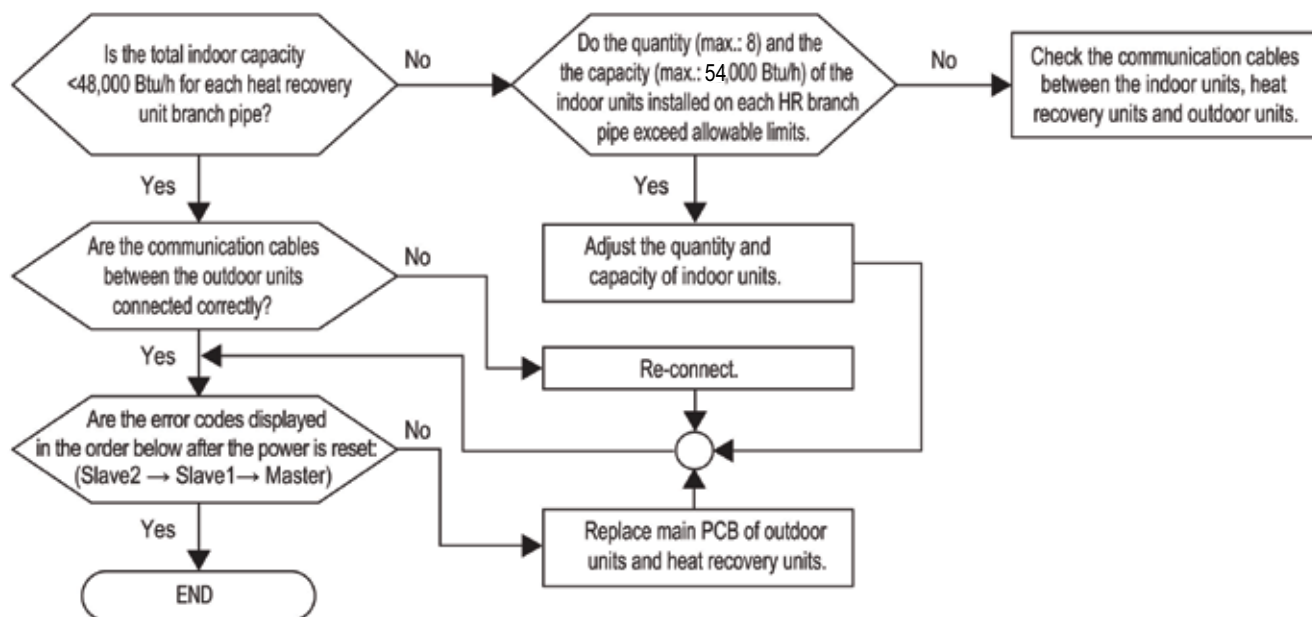 Is the total indoor capacity
<48,000 Btu/h for each heat recovery
unit branch pipe?
No
Do the quantity (max.: 8) and the
the capacity (max.: 54,000 Btu/h) of the
indoor units installed on each HR branch
pipe exceed allowable limits.
No
Check the communication cables
between the indoor units, heat
recovery units and outdoor units.
Yes
Yes
Are the communication cables
between the outdoor units
connected correctly?
No
Adjust the quantity and
capacity of indoor units.
Yes
Re-connect.
Are the error codes displayed
in the order below after the power is reset:
(Slave2 → Slave1→ Master)
No
Yes
Replace main PCB of outdoor
units and heat recovery units.
END